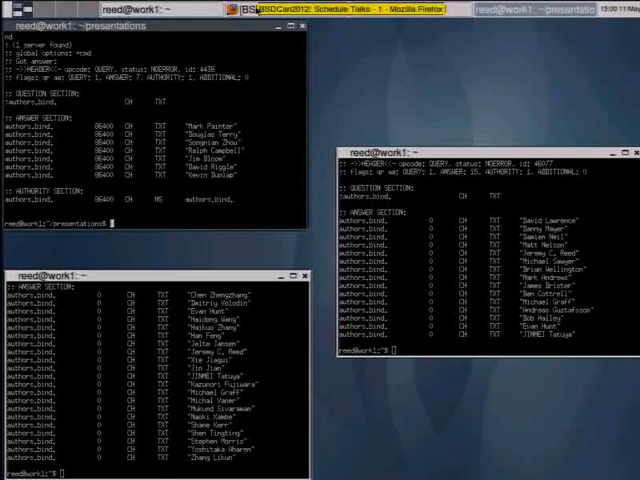 reed@work1: ~
[BS
BSDCan2012: Schedule Talks - 1 - Mozilla Firefox
reed@work1: ~/presentatio
15:00 11/May
reed@work1: ~/presentations
nd
; (1 server found)
;; global options: +cmd
;; Got answer:
;; ->>HEADER<<- opcode: QUERY, status: NOERROR, id: 4436
;; flags: qr aa; QUERY: 1, ANSWER: 7, AUTHORITY: 1, ADDITIONAL: 0
;; QUESTION SECTION:
;authors.bind. CH TXT
;; ANSWER SECTION:
authors.bind. 86400 CH TXT "Mark Painter"
authors.bind. 86400 CH TXT "Douglas Terry"
authors.bind. 86400 CH TXT "Songnian Zhou"
authors.bind. 86400 CH TXT "Ralph Campbell"
authors.bind. 86400 CH TXT "Jim Bloom"
authors.bind. 86400 CH TXT "David Riggle"
authors.bind. 86400 CH TXT "Kevin Dunlap"
;; AUTHORITY SECTION:
authors.bind. 86400 CH NS authors.bind.
reed@work1:~/presentations$
reed@work1: ~
;; ->>HEADER<<- opcode: QUERY, status: NOERROR, id: 46077
;; flags: qr aa; QUERY: 1, ANSWER: 15, AUTHORITY: 1, ADDITIONAL: 0
;; QUESTION SECTION:
;authors.bind. CH TXT
;; ANSWER SECTION:
authors.bind. 0 CH TXT "David Lawrence"
authors.bind. 0 CH TXT "Danny Mayer"
authors.bind. 0 CH TXT "Damien Neil"
authors.bind. 0 CH TXT "Matt Nelson"
authors.bind. 0 CH TXT "Jeremy C. Reed"
authors.bind. 0 CH TXT "Michael Sawyer"
authors.bind. 0 CH TXT "Brian Wellington"
authors.bind. 0 CH TXT "Mark Andrews"
authors.bind. 0 CH TXT "James Brister"
authors.bind. 0 CH TXT "Ben Cottrell"
authors.bind. 0 CH TXT "Michael Graff"
authors.bind. 0 CH TXT "Andreas Gustafsson"
authors.bind. 0 CH TXT "Bob Halley"
authors.bind. 0 CH TXT "Evan Hunt"
authors.bind. 0 CH TXT "JINMEI Tatuya"
reed@work1:~$
reed@work1: ~
;; ANSWER SECTION:
authors.bind. 0 CH TXT "Chen Zhengzhang"
authors.bind. 0 CH TXT "Dmitriy Volodin"
authors.bind. 0 CH TXT "Evan Hunt"
authors.bind. 0 CH TXT "Haidong Wang"
authors.bind. 0 CH TXT "Haikuo Zhang"
authors.bind. 0 CH TXT "Han Feng"
authors.bind. 0 CH TXT "Jelte Jansen"
authors.bind. 0 CH TXT "Jeremy C. Reed"
authors.bind. 0 CH TXT "Xie Jiagui"
authors.bind. 0 CH TXT "Jin Jian"
authors.bind. 0 CH TXT "JINMEI Tatuya"
authors.bind. 0 CH TXT "Kazunori Fujiwara"
authors.bind. 0 CH TXT "Michael Graff"
authors.bind. 0 CH TXT "Michal Vaner"
authors.bind. 0 CH TXT "Mukund Sivaraman"
authors.bind. 0 CH TXT "Naoki Kambe"
authors.bind. 0 CH TXT "Shane Kerr"
authors.bind. 0 CH TXT "Shen Tingting"
authors.bind. 0 CH TXT "Stephen Morris"
authors.bind. 0 CH TXT "Yoshitaka Aharen"
authors.bind. 0 CH TXT "Zhang Likun"
reed@work1:~$